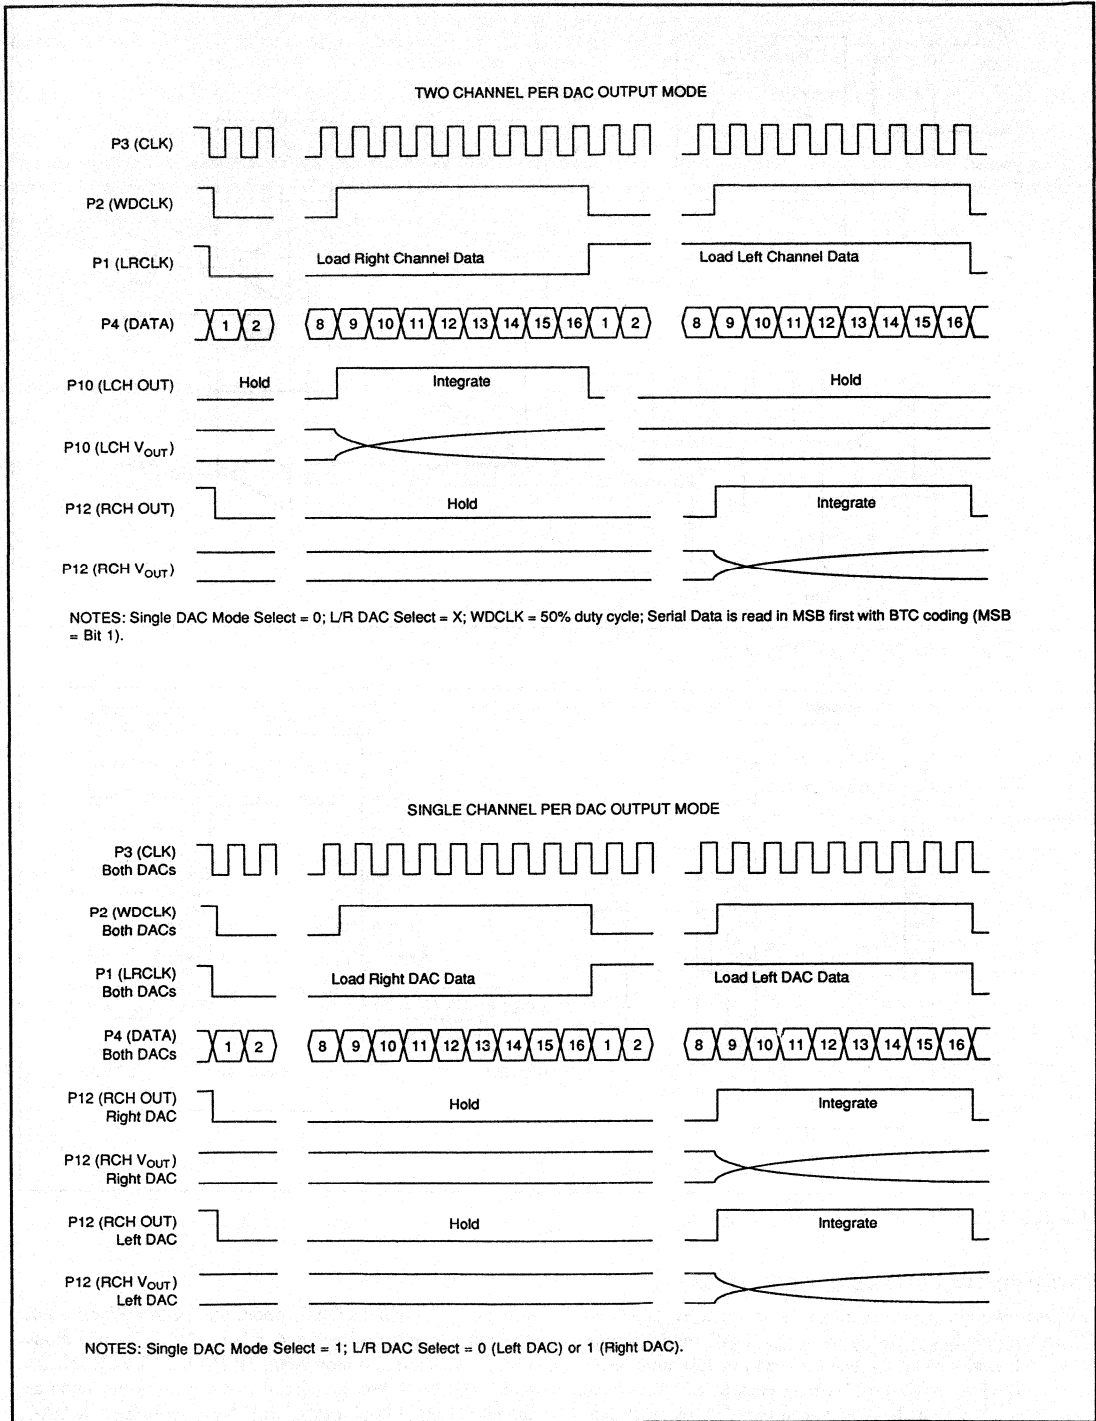 TWO CHANNEL PER DAC OUTPUT MODE
P3 (CLK)
P2 (WDCLK)
P1 (LRCLK)
Load Right Channel Data
Load Left Channel Data
P4 (DATA)
1 2 8 9 10 11 12 13 14 15 16 1 2 8 9 10 11 12 13 14 15 16
P10 (LCH OUT)
Hold
Integrate
Hold
P10 (LCH VOUT)
P12 (RCH OUT)
Hold
Integrate
P12 (RCH VOUT)
NOTES: Single DAC Mode Select = 0; L/R DAC Select = X; WDCLK = 50% duty cycle; Serial Data is read in MSB first with BTC coding (MSB
= Bit 1).
SINGLE CHANNEL PER DAC OUTPUT MODE
P3 (CLK)
Both DACs
P2 (WDCLK)
Both DACs
P1 (LRCLK)
Both DACs
Load Right DAC Data
Load Left DAC Data
P4 (DATA)
Both DACs
1 2 8 9 10 11 12 13 14 15 16 1 2 8 9 10 11 12 13 14 15 16
P12 (RCH OUT)
Right DAC
Hold
Integrate
P12 (RCH VOUT)
Right DAC
P12 (RCH OUT)
Left DAC
Hold
Integrate
P12 (RCH VOUT)
Left DAC
NOTES: Single DAC Mode Select = 1; L/R DAC Select = 0 (Left DAC) or 1 (Right DAC).